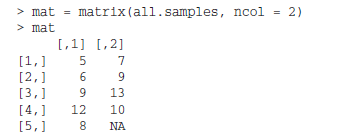 > mat = matrix(all.samples, ncol = 2)
> mat
     [,1] [,2]
[1,]    5    7
[2,]    6    9
[3,]    9   13
[4,]   12   10
[5,]    8   NA